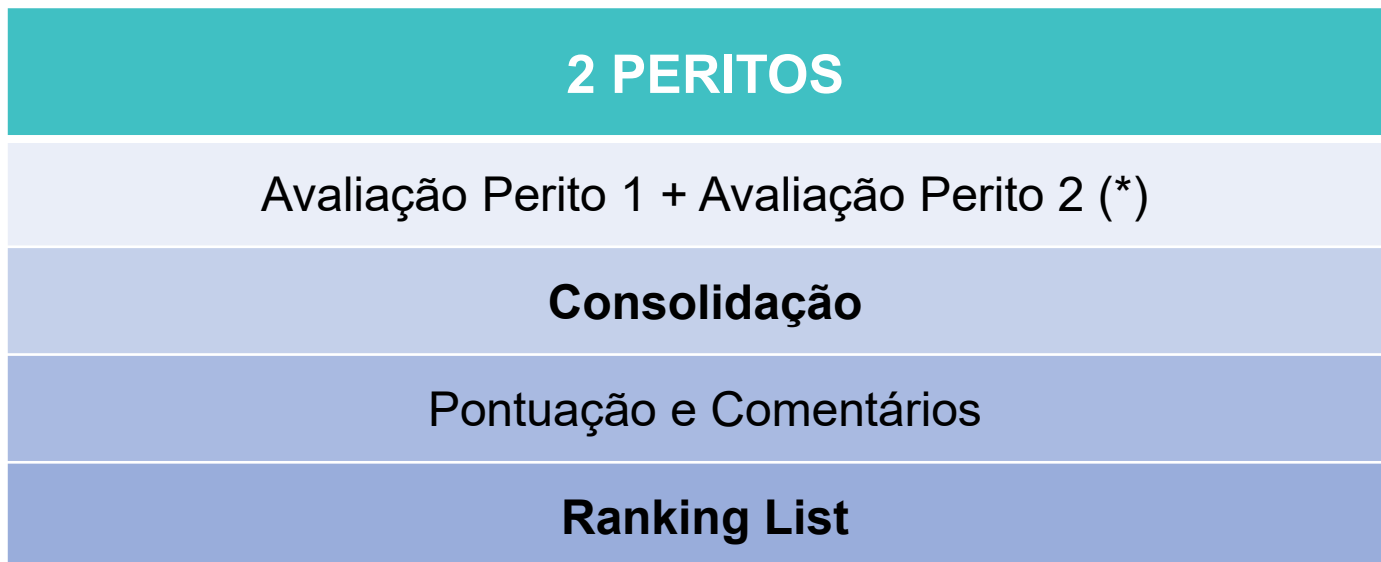 2 PERITOS
Avaliação Perito 1 + Avaliação Perito 2 (*)
Consolidação
Pontuação e Comentários
Ranking List